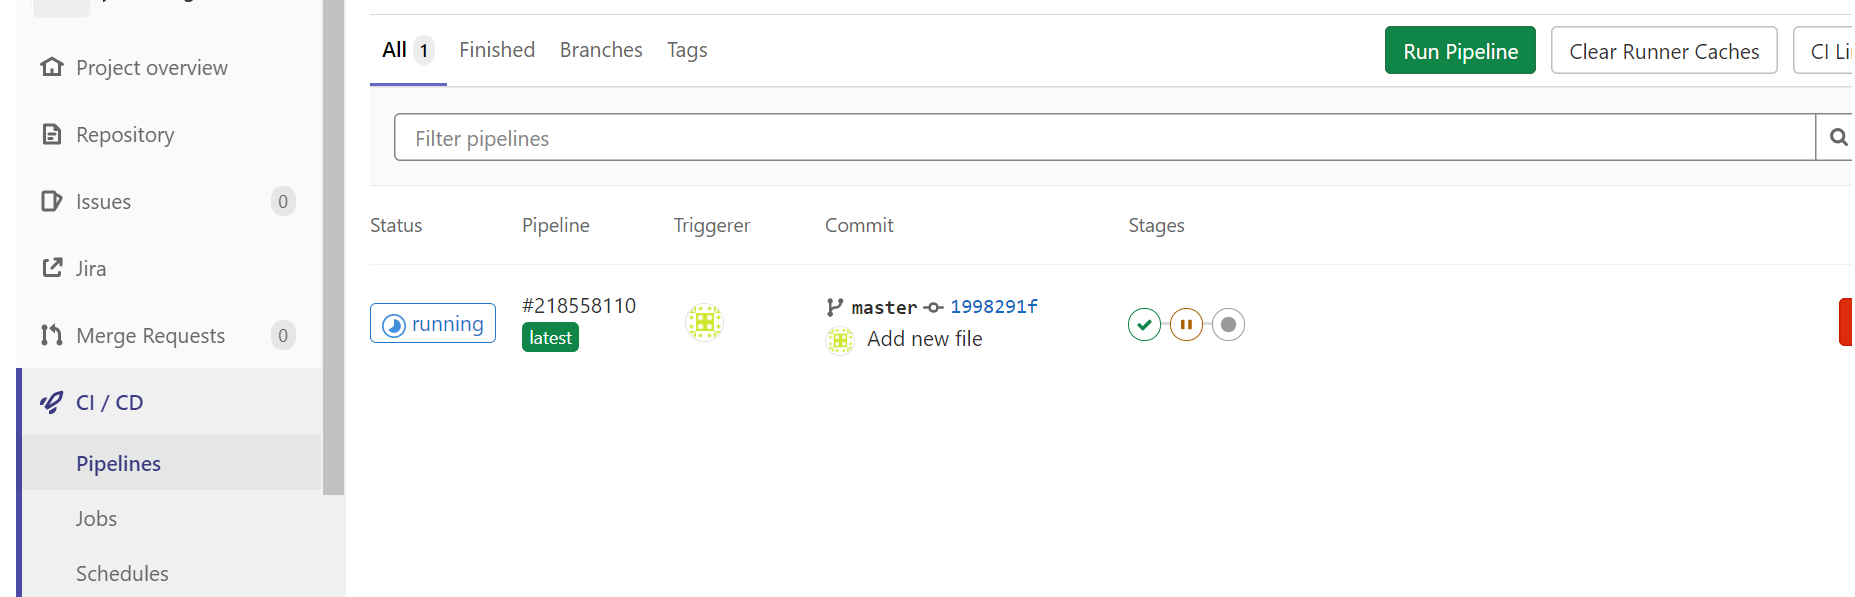 Project overview
Repository
Issues 0
Jira
Merge Requests 0
CI / CD
Pipelines
Jobs
Schedules
All 1 Finished Branches Tags
Run Pipeline Clear Runner Caches CI
Filter pipelines
Status Pipeline Triggerer Commit Stages
running #218558110 master 1998291f
latest Add new file